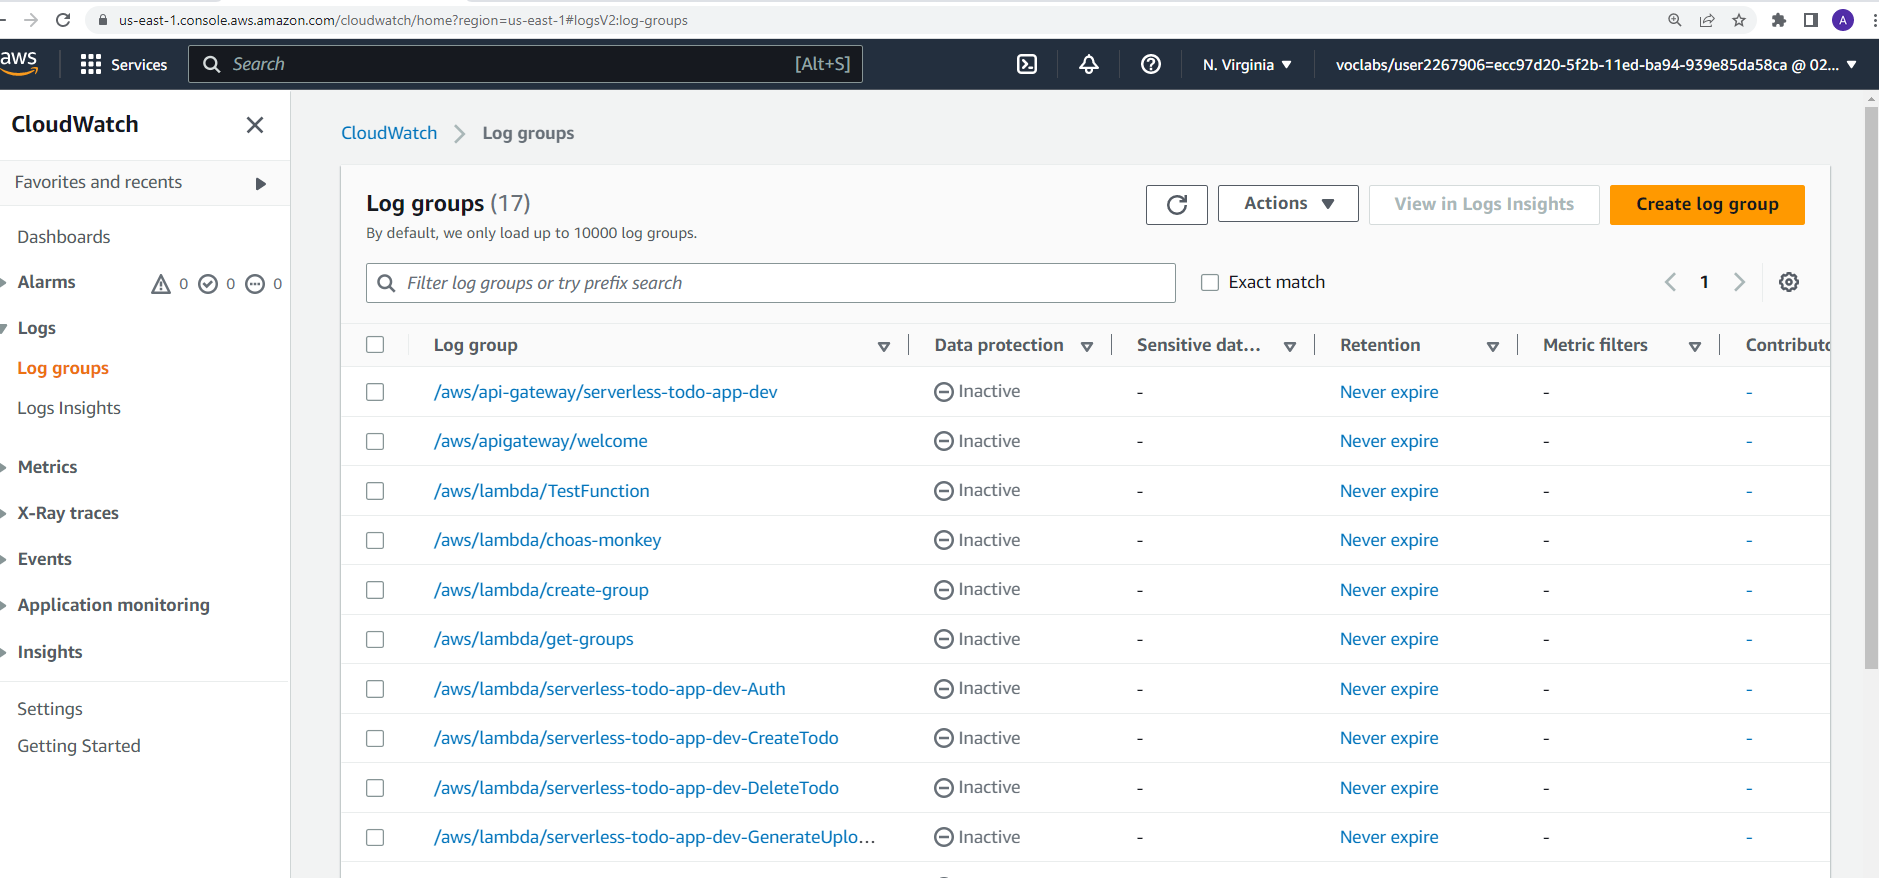 us-east-1.console.aws.amazon.com/cloudwatch/home?region=us-east-1#logsV2:log-groups
A
aws
Services
Search
[Alt+S]
N. Virginia
voclabs/user2267906=ecc97d20-5f2b-11ed-ba94-939e85da58ca @ 02...
CloudWatch
Favorites and recents
Dashboards
Alarms 0 0 0
Logs
Log groups
Logs Insights
Metrics
X-Ray traces
Events
Application monitoring
Insights
Settings
Getting Started
CloudWatch Log groups
Log groups (17)
By default, we only load up to 10000 log groups.
Actions
View in Logs Insights
Create log group
Filter log groups or try prefix search
Exact match
1
Log group Data protection Sensitive dat... Retention Metric filters Contributo
/aws/api-gateway/serverless-todo-app-dev Inactive - Never expire - -
/aws/apigateway/welcome Inactive - Never expire - -
/aws/lambda/TestFunction Inactive - Never expire - -
/aws/lambda/choas-monkey Inactive - Never expire - -
/aws/lambda/create-group Inactive - Never expire - -
/aws/lambda/get-groups Inactive - Never expire - -
/aws/lambda/serverless-todo-app-dev-Auth Inactive - Never expire - -
/aws/lambda/serverless-todo-app-dev-CreateTodo Inactive - Never expire - -
/aws/lambda/serverless-todo-app-dev-DeleteTodo Inactive - Never expire - -
/aws/lambda/serverless-todo-app-dev-GenerateUplo... Inactive - Never expire - -